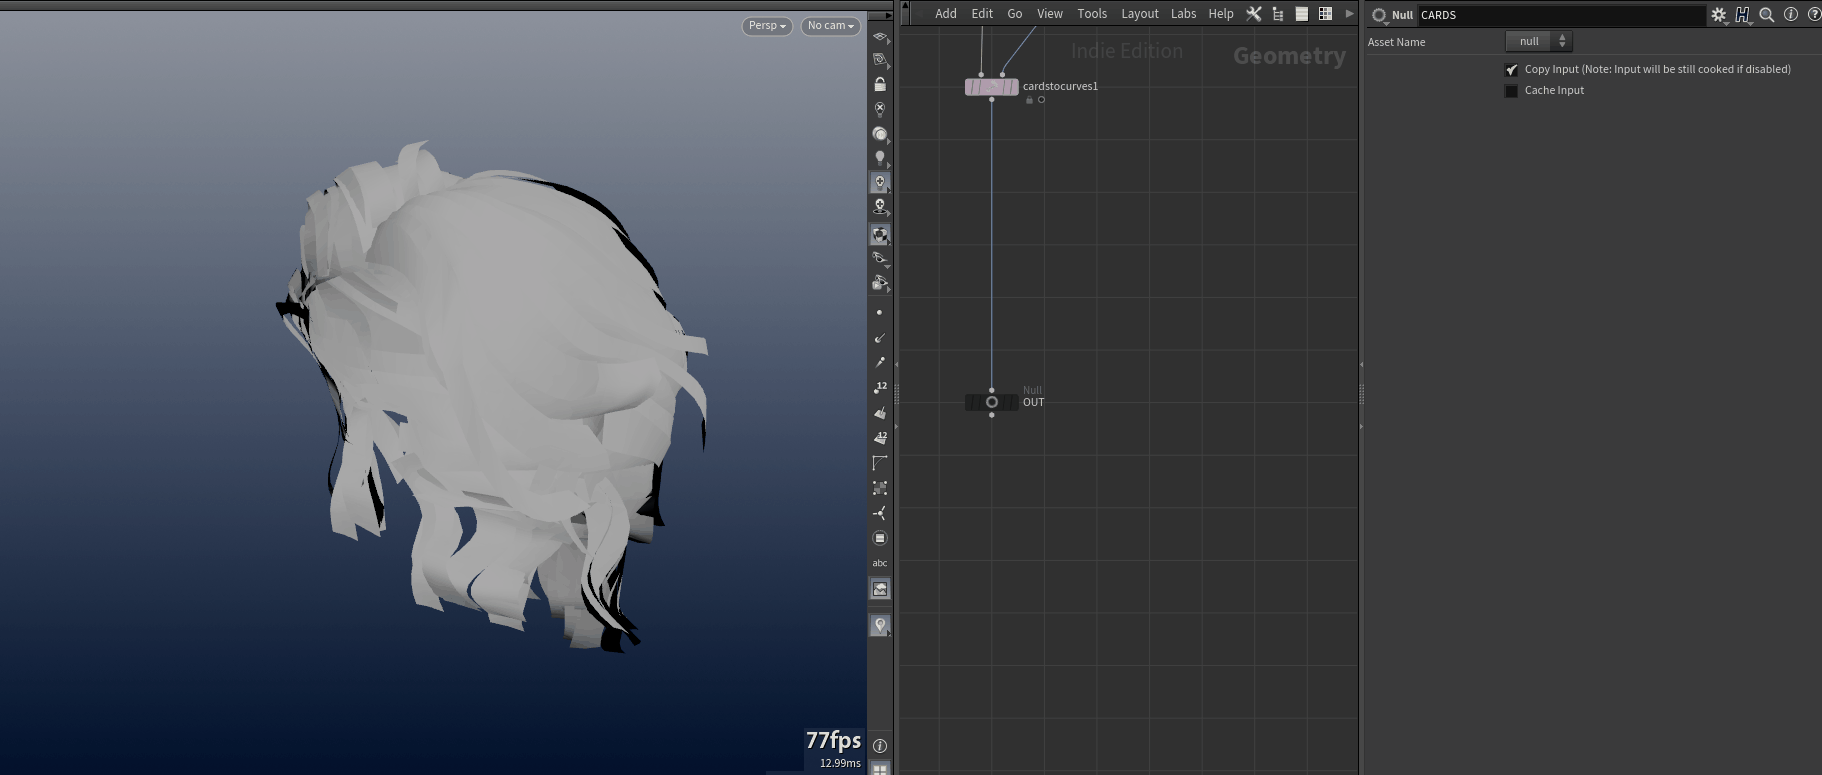 Persp
No cam
Add Edit Go View Tools Layout Labs Help
Null CARDS
Asset Name null
Copy Input (Note: Input will be still cooked if disabled)
Cache Input
Indie Edition
Geometry
cardstocurves1
Null
OUT
12
12
abc
77fps
12.99ms